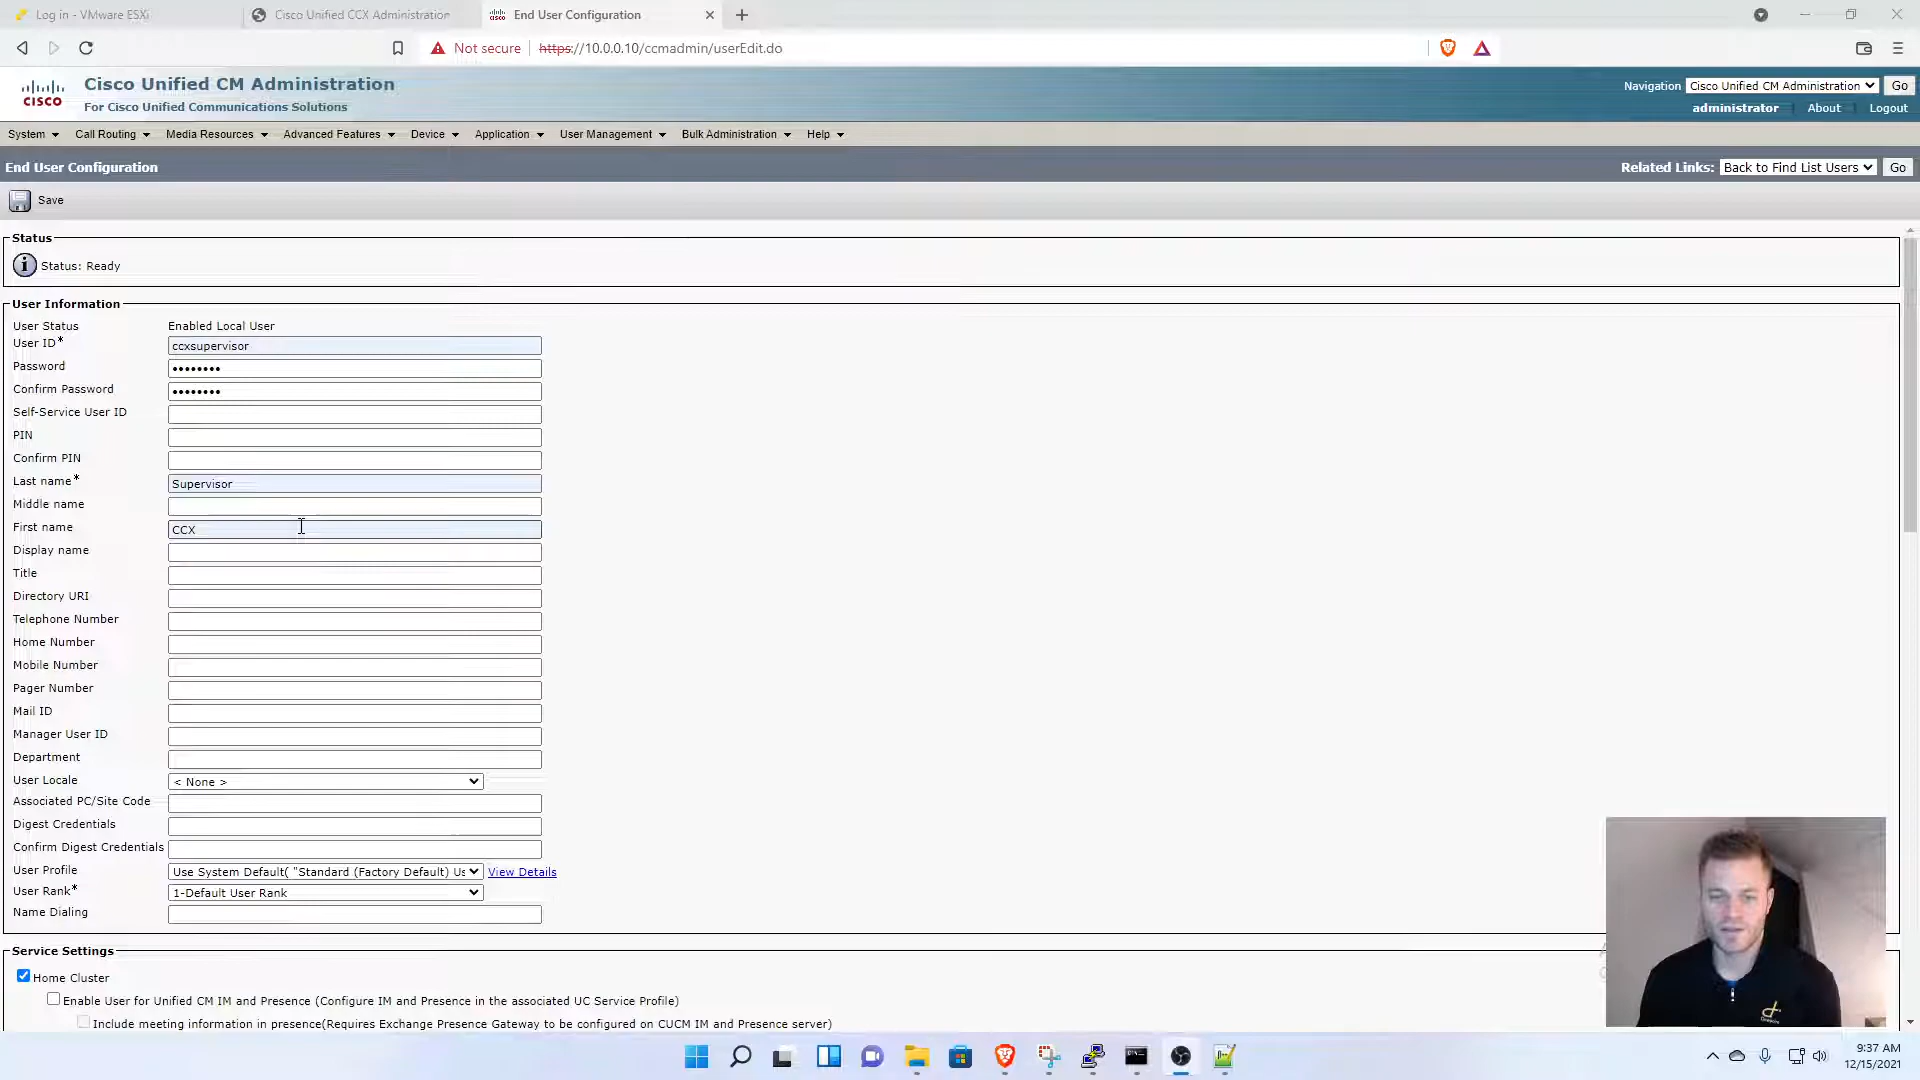 Log in - VMware ESXi
Cisco Unified CCX Administration
End User Configuration
Not secure
https://10.0.0.10/ccmadmin/userEdit.do
CISCO
Cisco Unified CM Administration
For Cisco Unified Communications Solutions
Navigation Cisco Unified CM Administration Go
administrator About Logout
System Call Routing Media Resources Advanced Features Device Application User Management Bulk Administration Help
End User Configuration
Related Links: Back to Find List Users Go
Save
Status
Status: Ready
User Information
User Status Enabled Local User
User ID* ccxsupervisor
Password ••••••••
Confirm Password ••••••••
Self-Service User ID
PIN
Confirm PIN
Last name* Supervisor
Middle name
First name CCX
Display name
Title
Directory URI
Telephone Number
Home Number
Mobile Number
Pager Number
Mail ID
Manager User ID
Department
User Locale < None >
Associated PC/Site Code
Digest Credentials
Confirm Digest Credentials
User Profile Use System Default( "Standard (Factory Default) Us View Details
User Rank* 1-Default User Rank
Name Dialing
Service Settings
Home Cluster
Enable User for Unified CM IM and Presence (Configure IM and Presence in the associated UC Service Profile)
Include meeting information in presence(Requires Exchange Presence Gateway to be configured on CUCM IM and Presence server)
9:37 AM
12/15/2021